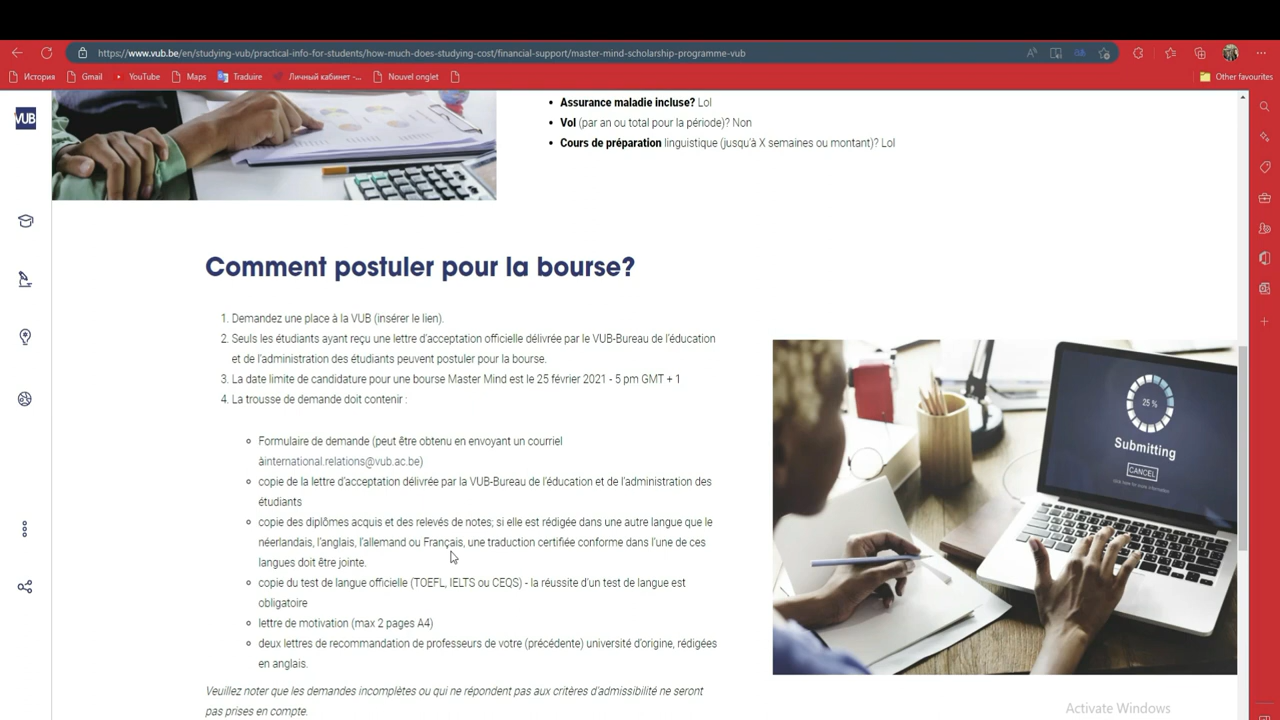 https://www.vub.be/en/studying-vub/practical-info-for-students/how-much-does-studying-cost/financial-support/master-mind-scholarship-programme-vub
История Gmail YouTube Maps Traduire Личный кабинет -... Nouvel onglet Other favourites
VUB
• Assurance maladie incluse? Lol
• Vol (par an ou total pour la période)? Non
• Cours de préparation linguistique (jusqu'à X semaines ou montant)? Lol
Comment postuler pour la bourse?
1. Demandez une place à la VUB (insérer le lien).
2. Seuls les étudiants ayant reçu une lettre d'acceptation officielle délivrée par le VUB-Bureau de l'éducation
et de l'administration des étudiants peuvent postuler pour la bourse.
3. La date limite de candidature pour une bourse Master Mind est le 25 février 2021 - 5 pm GMT + 1
4. La trousse de demande doit contenir :
Formulaire de demande (peut être obtenu en envoyant un courriel
àinternational.relations@vub.ac.be)
copie de la lettre d'acceptation délivrée par la VUB-Bureau de l'éducation et de l'administration des
étudiants
copie des diplômes acquis et des relevés de notes; si elle est rédigée dans une autre langue que le
néerlandais, l'anglais, l'allemand ou Français, une traduction certifiée conforme dans l'une de ces
langues doit être jointe.
copie du test de langue officielle (TOEFL, IELTS ou CEQS) - la réussite d'un test de langue est
obligatoire
lettre de motivation (max 2 pages A4)
deux lettres de recommandation de professeurs de votre (précédente) université d'origine, rédigées
en anglais.
Veuillez noter que les demandes incomplètes ou qui ne répondent pas aux critères d'admissibilité ne seront
pas prises en compte.
25 %
Submitting
CANCEL
Activate Windows